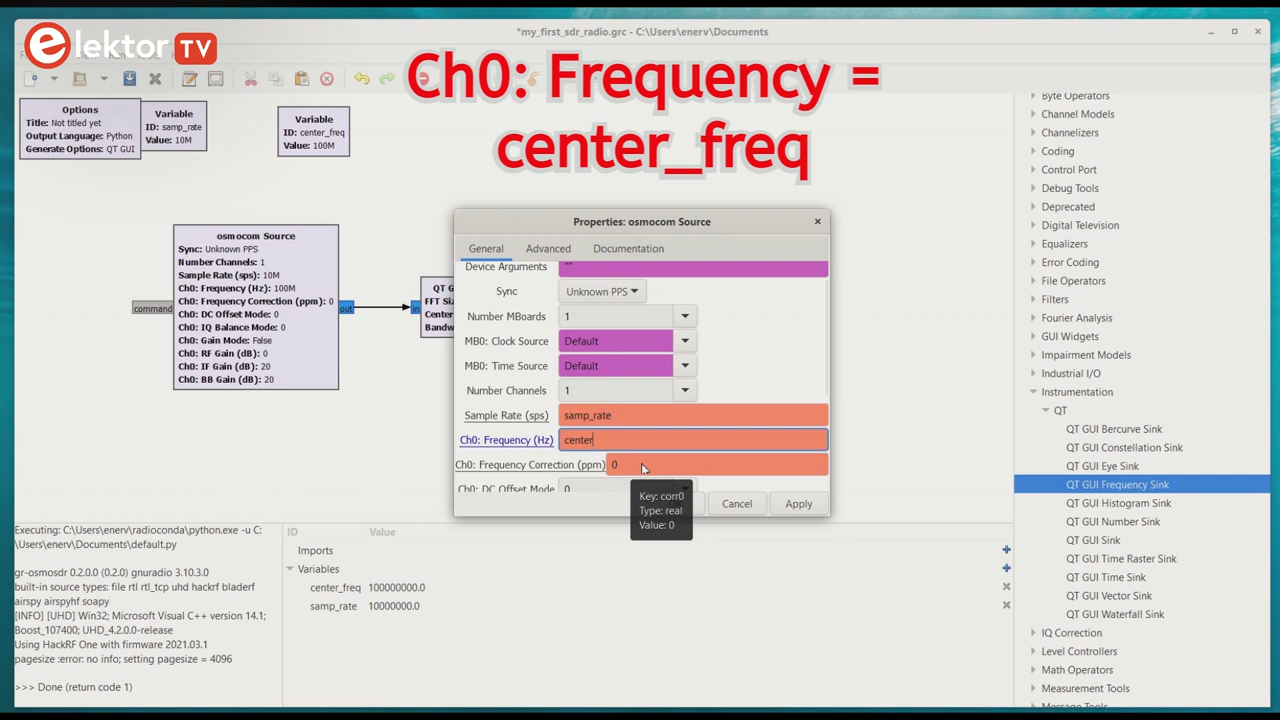 elektor TV
*my_first_sdr_radio.grc - C:\Users\enerv\Documents
Ch0: Frequency =
center_freq
Options
Title: Not titled yet
Output Language: Python
Generate Options: QT GUI
Variable
ID: samp_rate
Value: 10M
Variable
ID: center_freq
Value: 100M
osmocom Source
Sync: Unknown PPS
Number Channels: 1
Sample Rate (sps): 10M
Ch0: Frequency (Hz): 100M
Ch0: Frequency Correction (ppm): 0
Ch0: DC Offset Mode: 0
Ch0: IQ Balance Mode: 0
Ch0: Gain Mode: False
Ch0: RF Gain (dB): 0
Ch0: IF Gain (dB): 20
Ch0: BB Gain (dB): 20
command
out
in
QT G
FFT Siz
Center
Bandw
Properties: osmocom Source
General Advanced Documentation
Device Arguments ""
Sync Unknown PPS
Number MBoards 1
MB0: Clock Source Default
MB0: Time Source Default
Number Channels 1
Sample Rate (sps) samp_rate
Ch0: Frequency (Hz) center
Ch0: Frequency Correction (ppm) 0
Ch0: DC Offset Mode 0
Key: corr0
Type: real
Value: 0
Cancel Apply
Executing: C:\Users\enerv\radioconda\python.exe -u C:
\Users\enerv\Documents\default.py
gr-osmosdr 0.2.0.0 (0.2.0) gnuradio 3.10.3.0
built-in source types: file rtl rtl_tcp uhd hackrf bladerf
airspy airspyhf soapy
[INFO] [UHD] Win32; Microsoft Visual C++ version 14.1;
Boost_107400; UHD_4.2.0.0-release
Using HackRF One with firmware 2021.03.1
pagesize :error: no info; setting pagesize = 4096
>>> Done (return code 1)
ID Value
Imports
Variables
center_freq 100000000.0
samp_rate 10000000.0
Byte Operators
Channel Models
Channelizers
Coding
Control Port
Debug Tools
Deprecated
Digital Television
Equalizers
Error Coding
File Operators
Filters
Fourier Analysis
GUI Widgets
Impairment Models
Industrial I/O
Instrumentation
QT
QT GUI Bercurve Sink
QT GUI Constellation Sink
QT GUI Eye Sink
QT GUI Frequency Sink
QT GUI Histogram Sink
QT GUI Number Sink
QT GUI Sink
QT GUI Time Raster Sink
QT GUI Time Sink
QT GUI Vector Sink
QT GUI Waterfall Sink
IQ Correction
Level Controllers
Math Operators
Measurement Tools
Message Tools